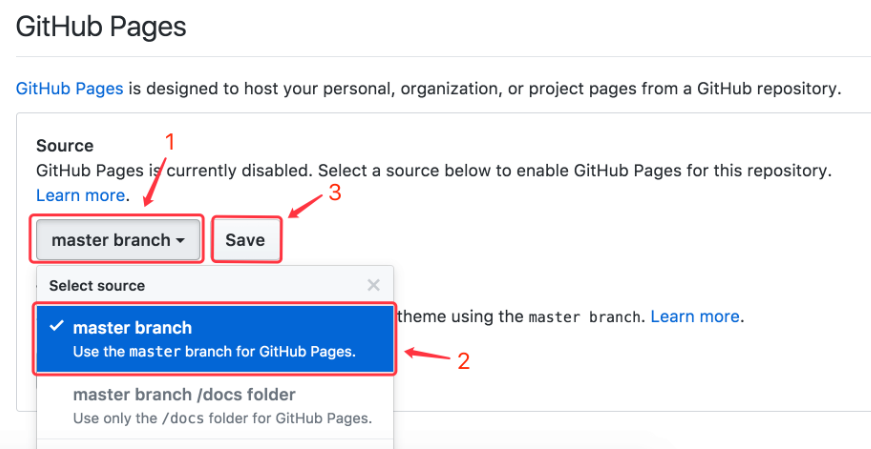 GitHub Pages
GitHub Pages is designed to host your personal, organization, or project pages from a GitHub repository.
Source
1
GitHub Pages is currently disabled. Select a source below to enable GitHub Pages for this repository.
Learn more.
3
master branch
Save
Select source
theme using the master branch. Learn more.
master branch
Use the master branch for GitHub Pages.
2
master branch /docs folder
Use only the /docs folder for GitHub Pages.